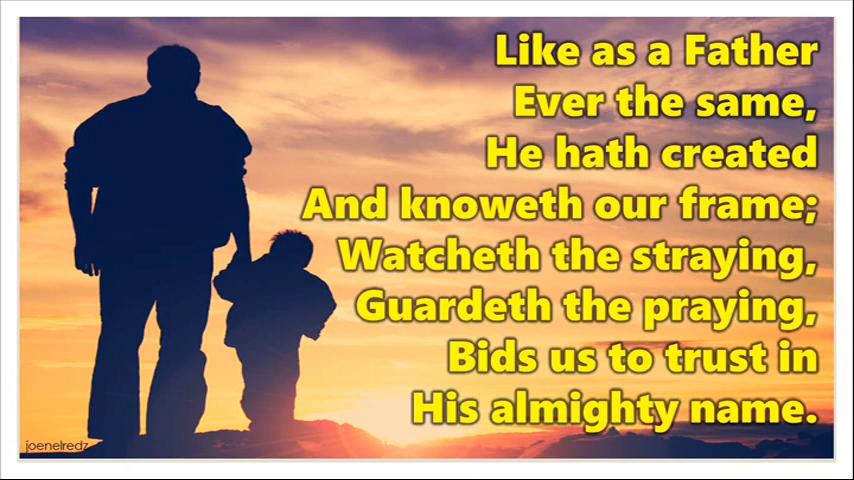 Like as a Father
Ever the same,
He hath created
And knoweth our frame;
Watcheth the straying,
Guardeth the praying,
Bids us to trust in
His almighty name.
joenelredz